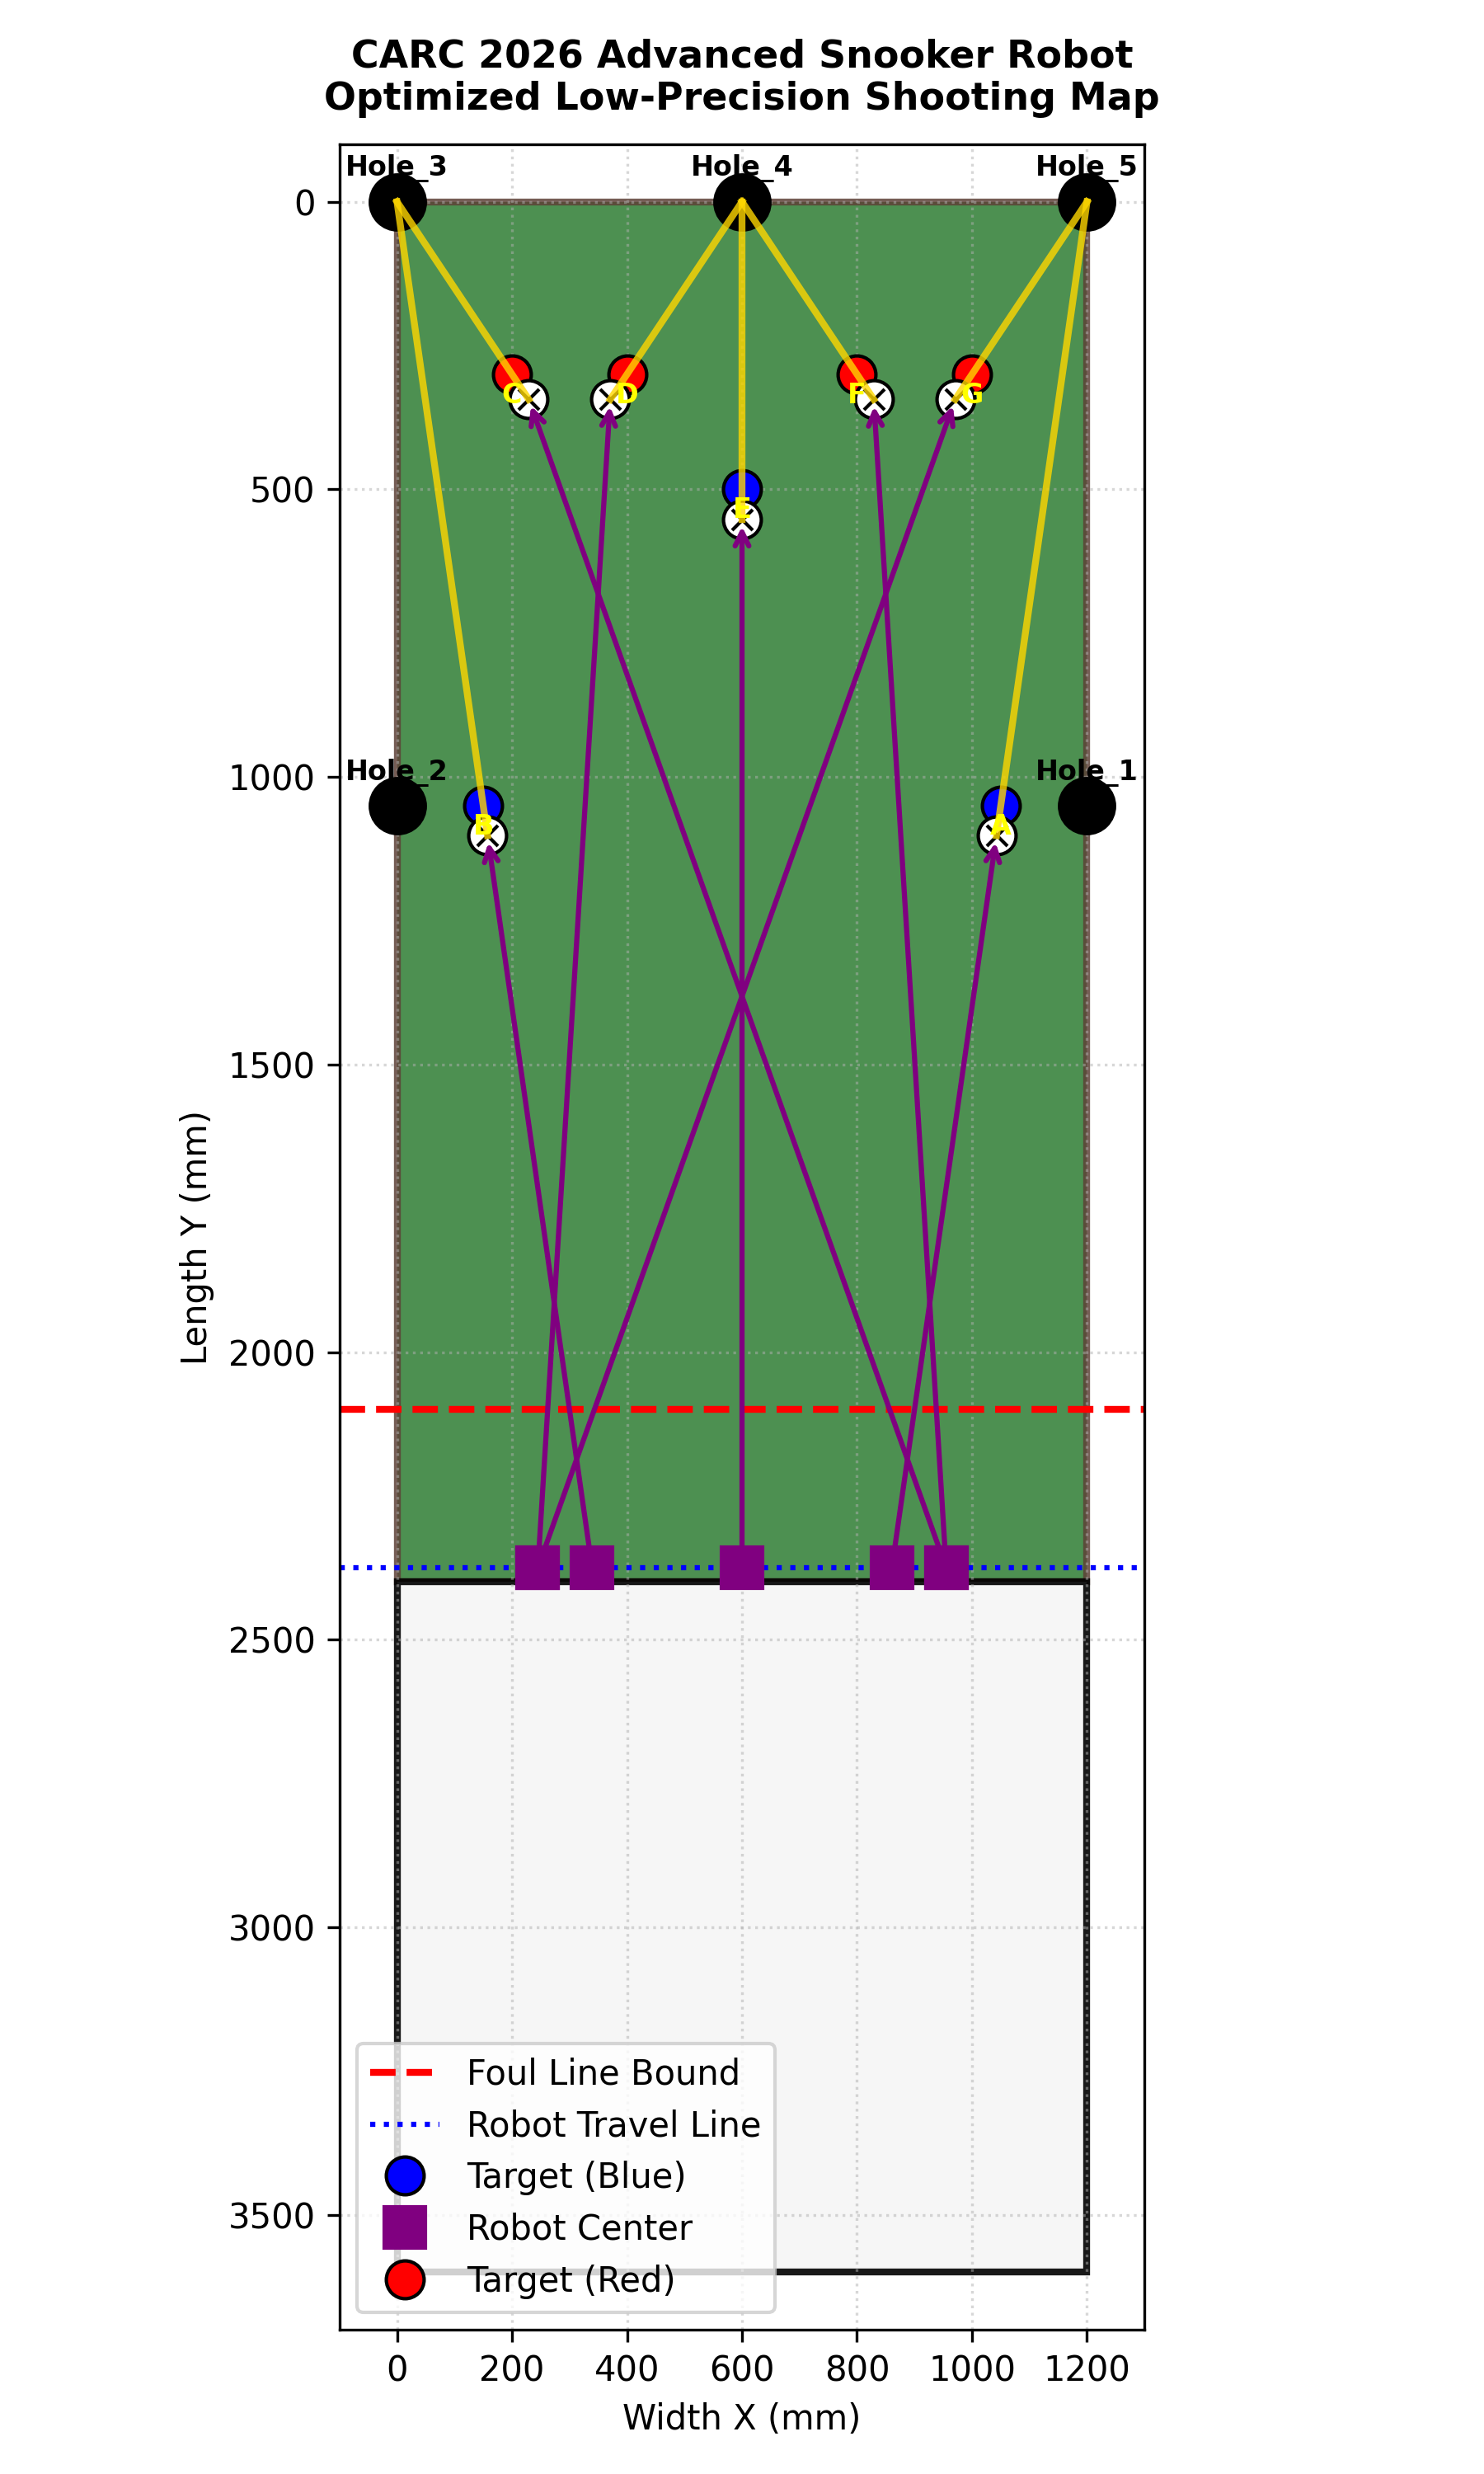 CARC 2026 Advanced Snooker Robot
Optimized Low-Precision Shooting Map
Hole_3 Hole_4 Hole_5
0
C D F G
500
E
Hole_2 Hole_1
1000
B A
1500
Length Y (mm)
2000
2500
3000
3500
Foul Line Bound
Robot Travel Line
Target (Blue)
Robot Center
Target (Red)
0 200 400 600 800 1000 1200
Width X (mm)